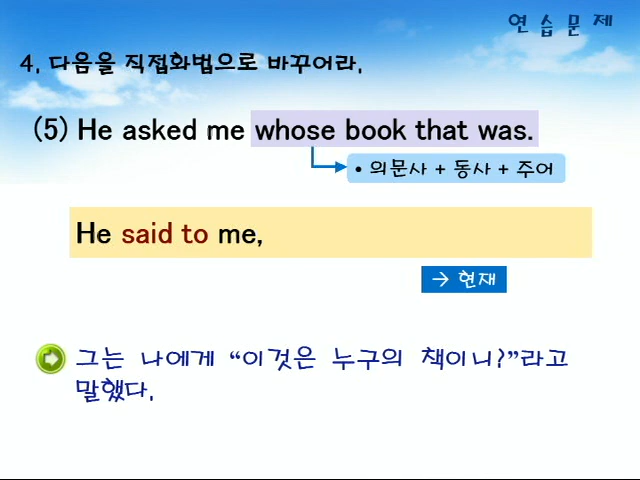 연 습 문 제
4. 다음을 직접화법으로 바꾸어라.
(5) He asked me whose book that was.
• 의문사 + 동사 + 주어
He said to me,
→ 현재
그는 나에게 “이것은 누구의 책이니?”라고
말했다.